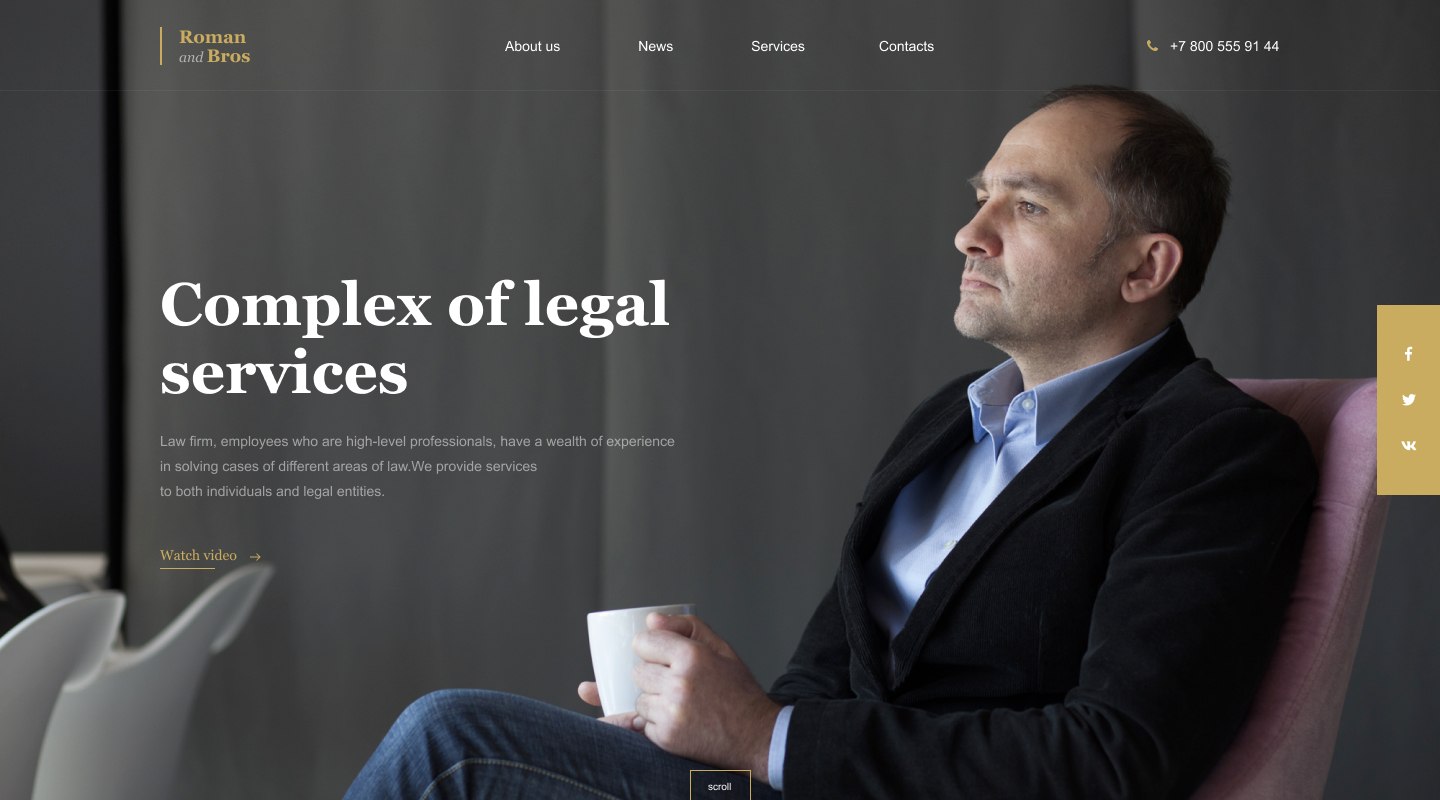 Roman
and Bros
About us
News
Services
Contacts
+7 800 555 91 44
Complex of legal
services
Law firm, employees who are high-level professionals, have a wealth of experience
in solving cases of different areas of law.We provide services
to both individuals and legal entities.
Watch video
scroll